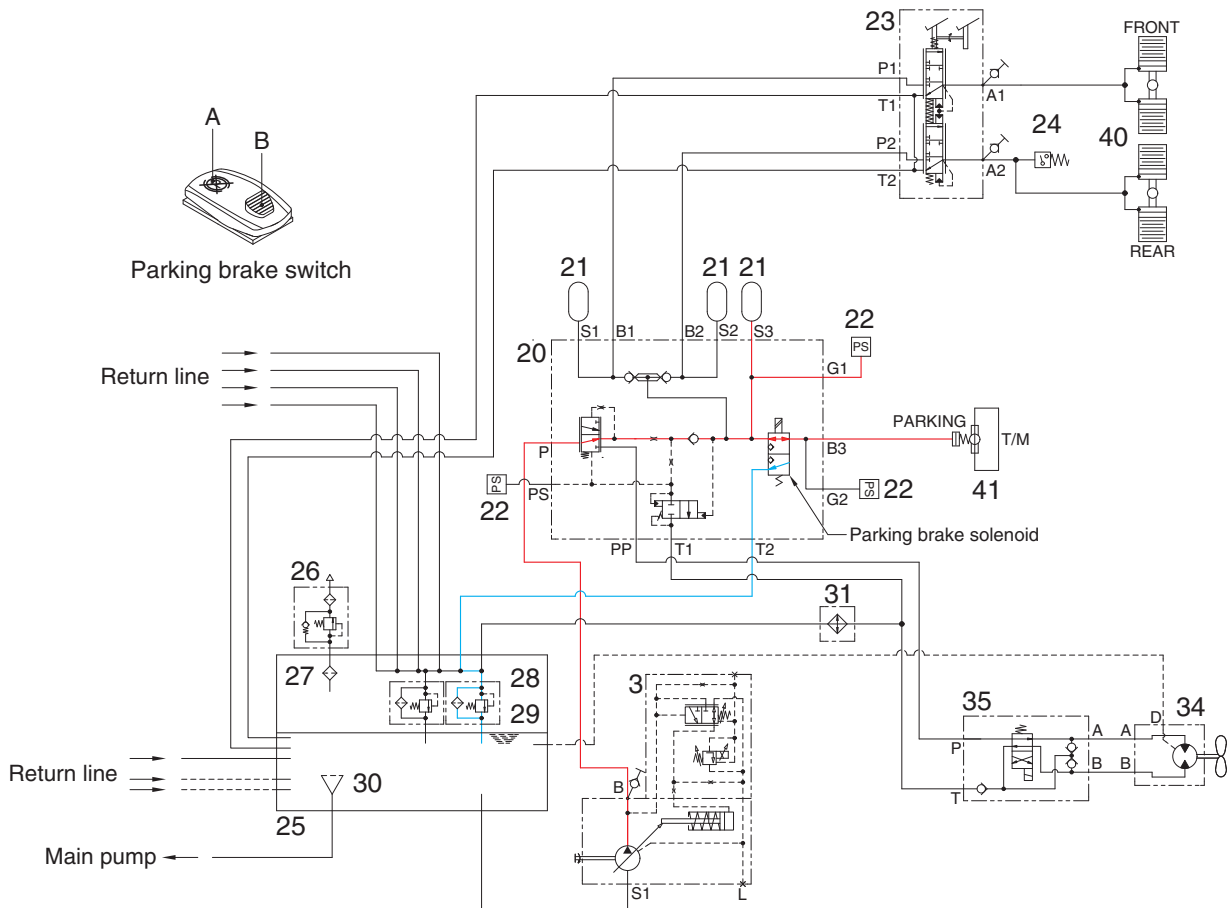 23
FRONT
P1
T1
A1
24
40
P2
T2
A2
REAR
A
B
Parking brake switch
21
21
21
S1
B1
B2
S2
S3
22
PS
20
G1
Return line
PARKING
T/M
P
B3
PS
PS
22
G2
PS
22
41
Parking brake solenoid
PP
T1
T2
26
31
27
28
29
3
35
34
P
A
A
D
B
B
T
Return line
30
B
25
Main pump
S1
L